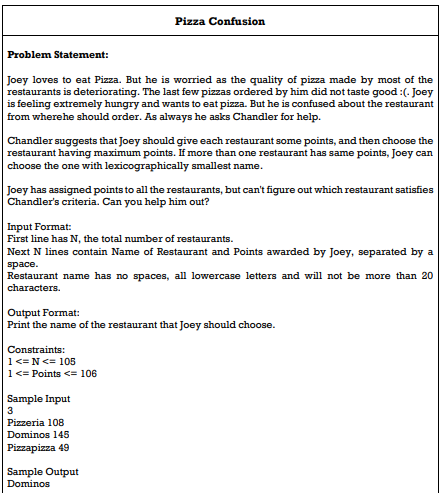 Pizza Confusion
Problem Statement:
Joey loves to eat Pizza. But he is worried as the quality of pizza made by most of the
restaurants is deteriorating. The last few pizzas ordered by him did not taste good :(. Joey
is feeling extremely hungry and wants to eat pizza. But he is confused about the restaurant
from wherehe should order. As always he asks Chandler for help.
Chandler suggests that Joey should give each restaurant some points, and then choose the
restaurant having maximum points. If more than one restaurant has same points, Joey can
choose the one with lexicographically smallest name.
Joey has assigned points to all the restaurants, but can't figure out which restaurant satisfies
Chandler's criteria. Can you help him out?
Input Format:
First line has N, the total number of restaurants.
Next N lines contain Name of Restaurant and Points awarded by Joey, separated by a
space.
Restaurant name has no spaces, all lowercase letters and will not be more than 20
characters.
Output Format:
Print the name of the restaurant that Joey should choose.
Constraints:
1 <= N <= 105
1 <= Points <= 106
Sample Input
3
Pizzeria 108
Dominos 145
Pizzapizza 49
Sample Output
Dominos